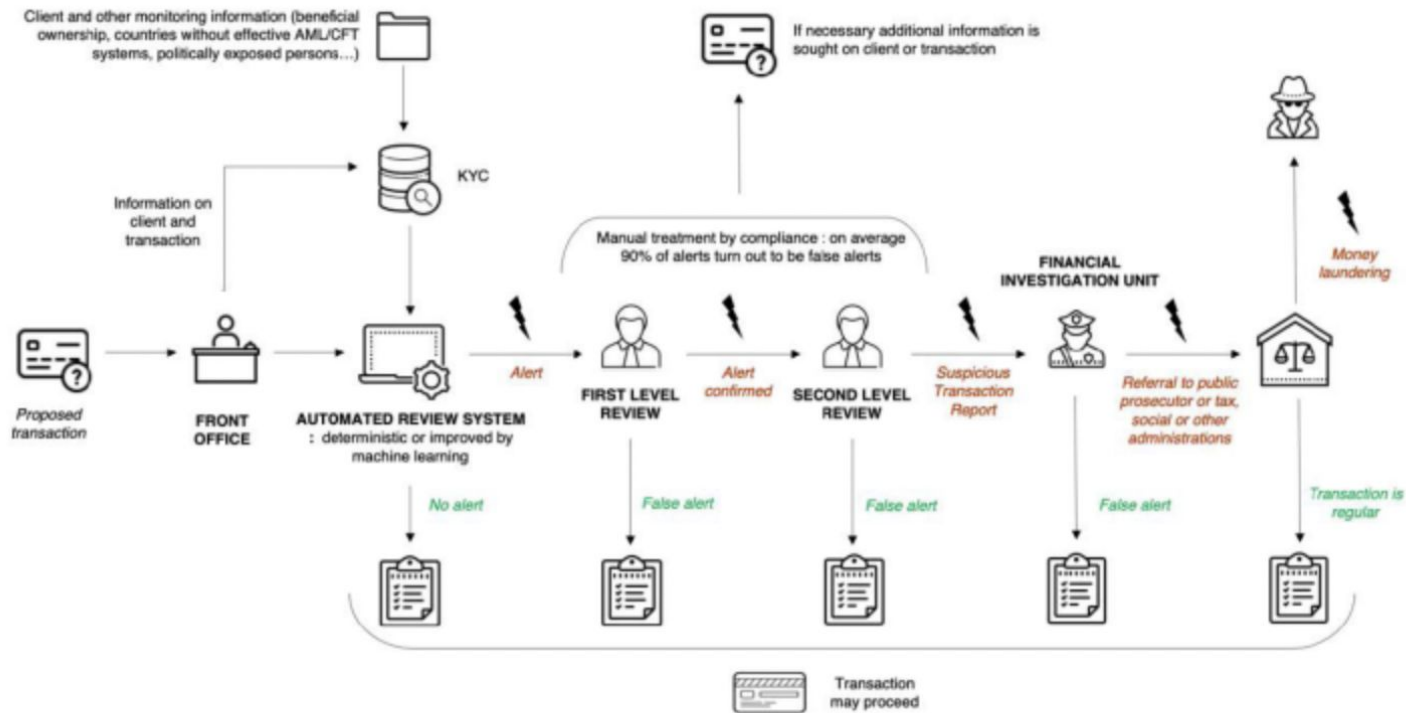 Client and other monitoring information (beneficial
ownership, countries without effective AML/CFT
systems, politically exposed persons...)
If necessary additional information is
sought on client or transaction
KYC
Information on
client and
transaction
Manual treatment by compliance : on average
90% of alerts turn out to be false alerts
FINANCIAL
INVESTIGATION UNIT
Money
laundering
Proposed
transaction
FRONT
OFFICE
AUTOMATED REVIEW SYSTEM
: deterministic or improved by
machine learning
Alert
FIRST LEVEL
REVIEW
Alert
confirmed
SECOND LEVEL
REVIEW
Suspicious
Transaction
Report
Referral to public
prosecutor or tax,
social or other
administrations
No alert
False alert
False alert
False alert
Transaction is
regular
Transaction
may proceed